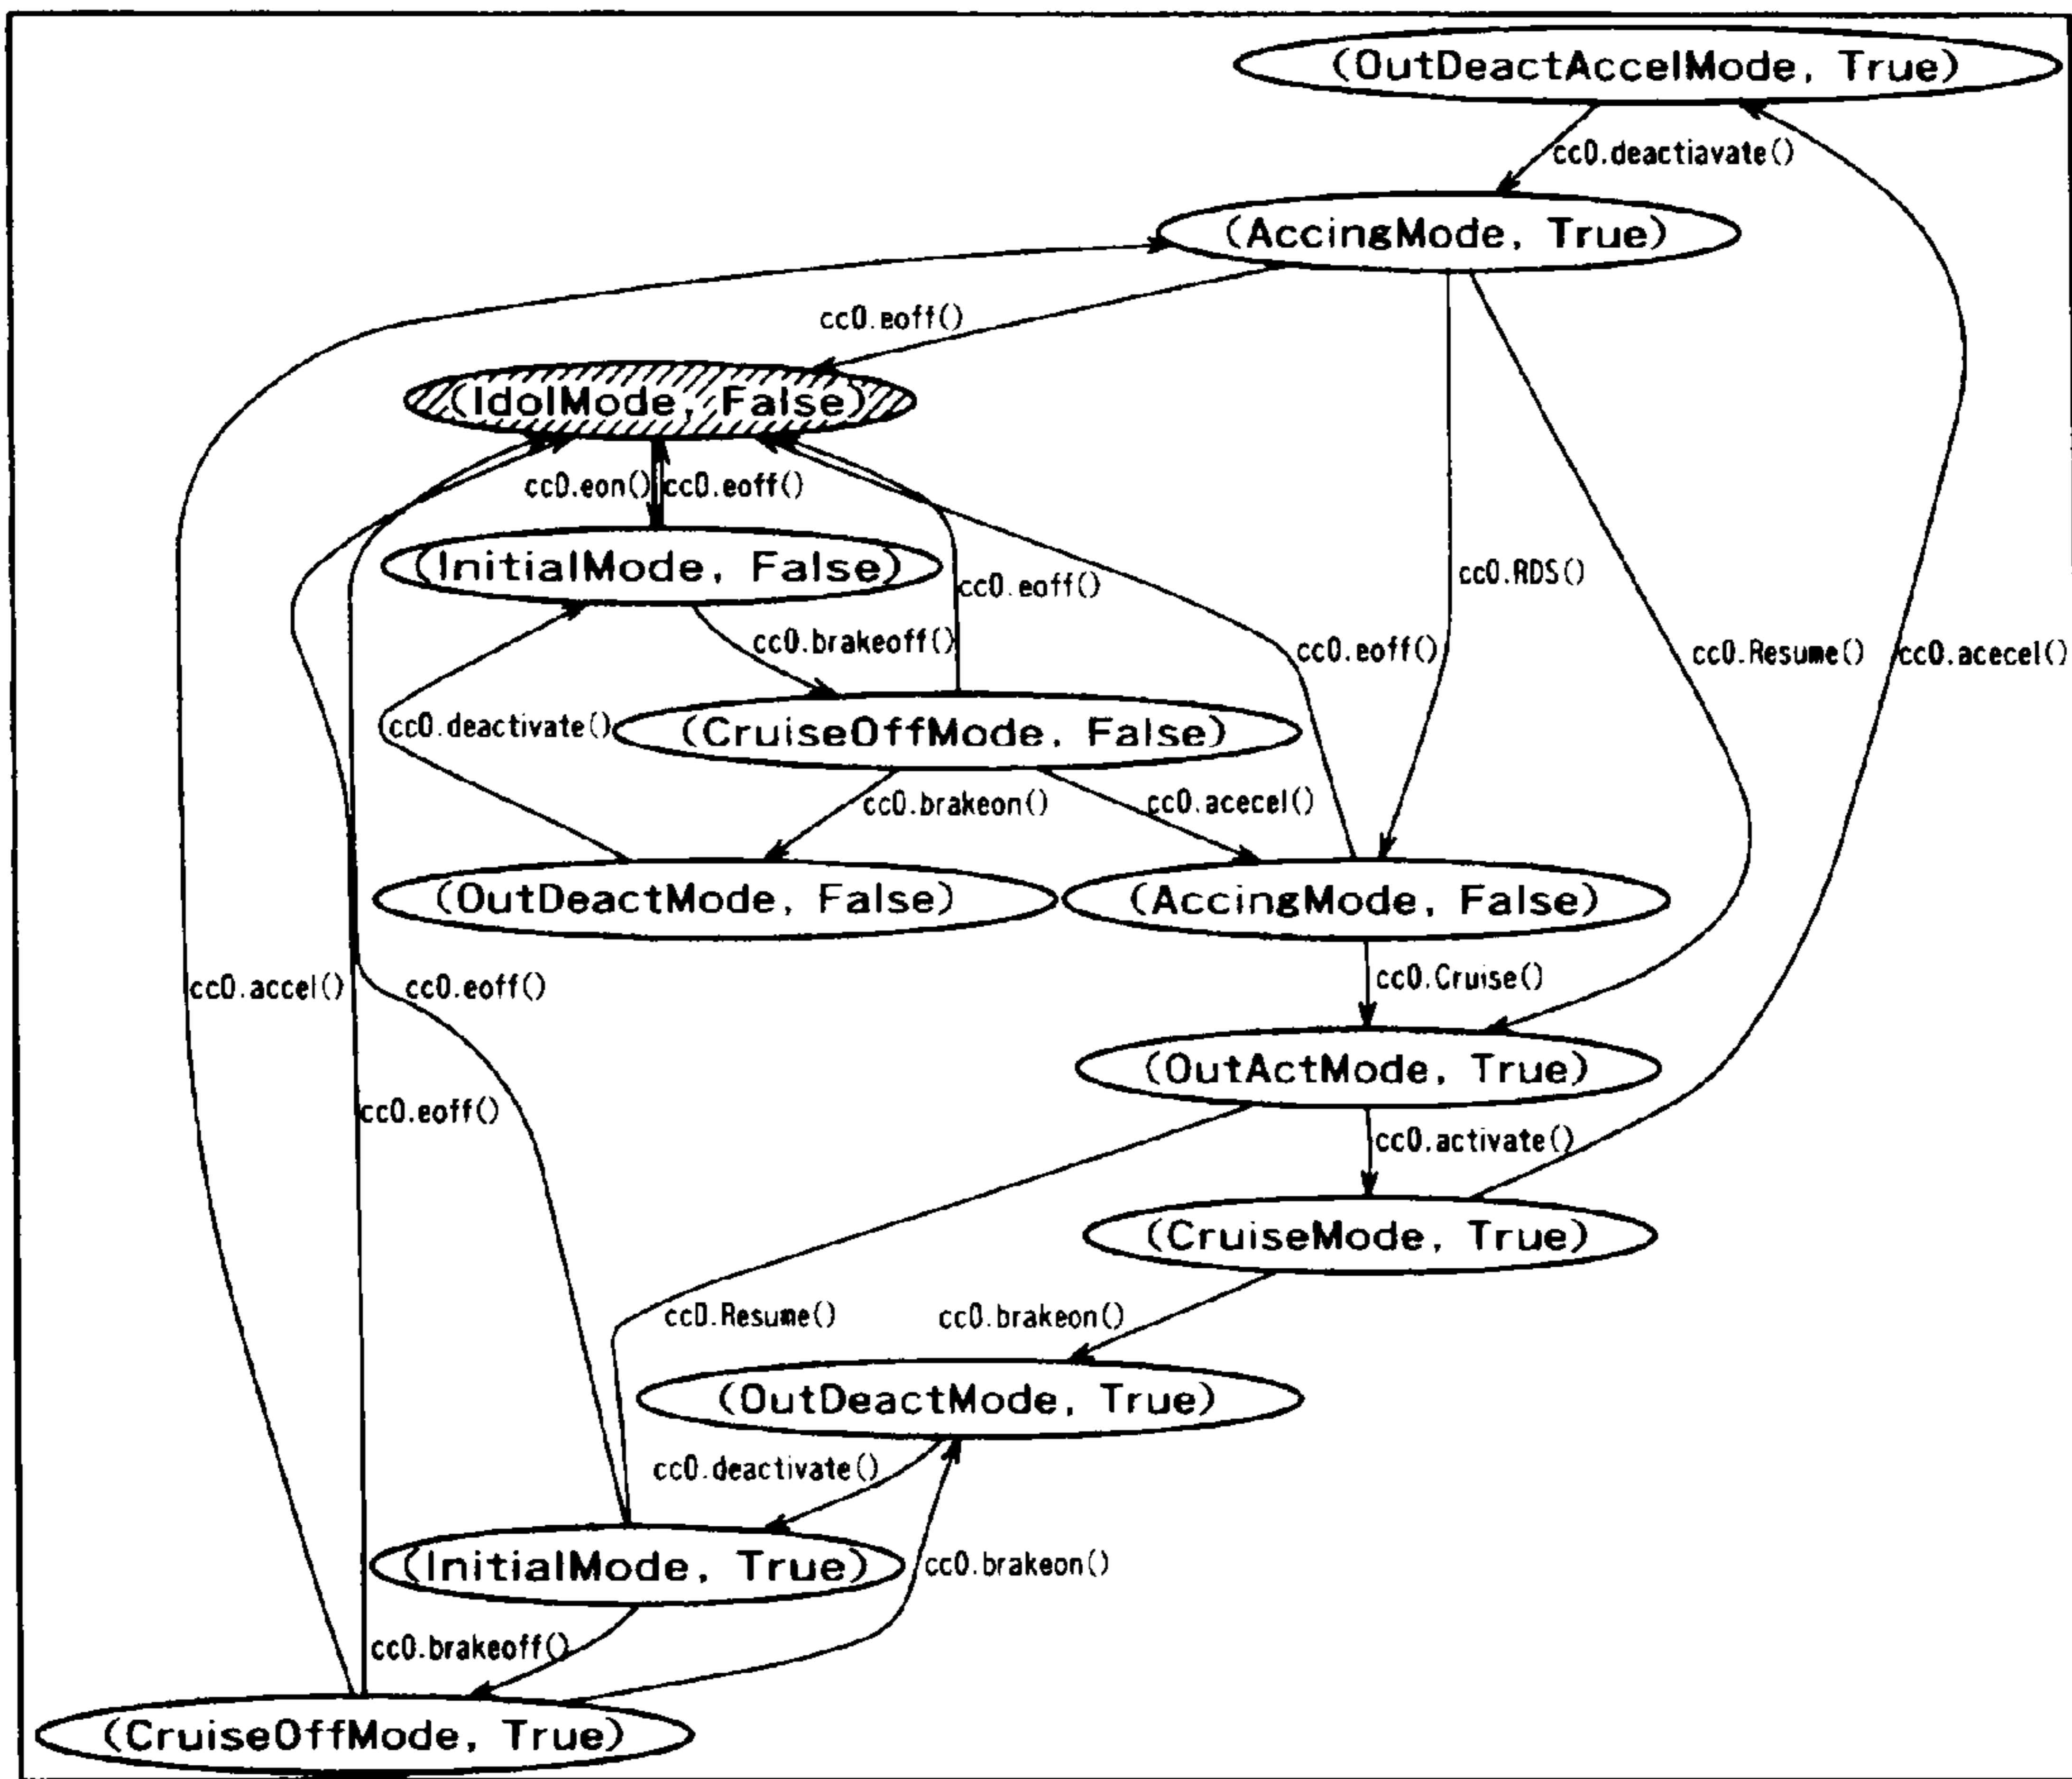 (OutDeactAccelMode, True)
cc0.deactiavate()
(AccingMode, True)
cc0.eoff()
(IdolMode, False)
cc0.eon()
cc0.eoff()
(InitialMode, False)
cc0.RDS()
cc0.eoff()
cc0.brakeoff()
cc0.eoff()
cc0.Resume()
cc0.acecel()
cc0.deactivate()
(CruiseOffMode, False)
cc0.brakeon()
cc0.acecel()
(OutDeactMode, False)
(AccingMode, False)
cc0.accel()
cc0.eoff()
cc0.Cruise()
(OutActMode, True)
cc0.eoff()
cc0.activate()
(CruiseMode, True)
cc0.Resume()
cc0.brakeon()
(OutDeactMode, True)
cc0.deactivate()
(InitialMode, True)
cc0.brakeon()
cc0.brakeoff()
(CruiseOffMode, True)